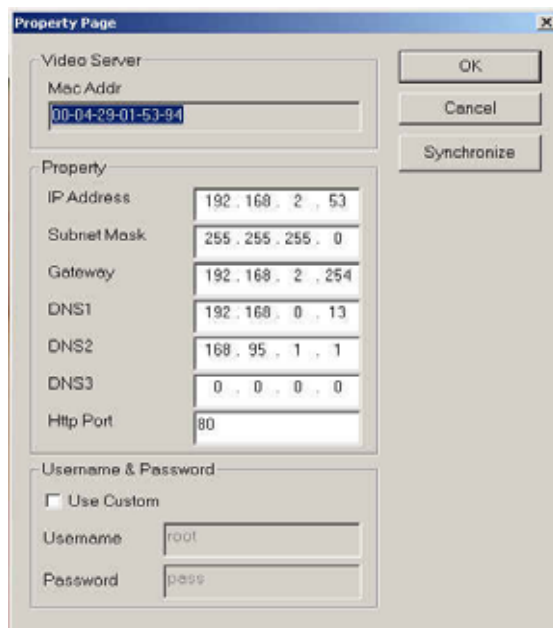 Property Page
Video Server
Mac Addr
00-04-29-01-53-94
OK
Cancel
Synchronize
Property
IP Address 192 . 168 . 2 . 53
Subnet Mask 255 . 255 . 255 . 0
Gateway 192 . 168 . 2 . 254
DNS1 192 . 168 . 0 . 13
DNS2 168 . 95 . 1 . 1
DNS3 0 . 0 . 0 . 0
Http Port 80
Username & Password
Use Custom
Username root
Password pass